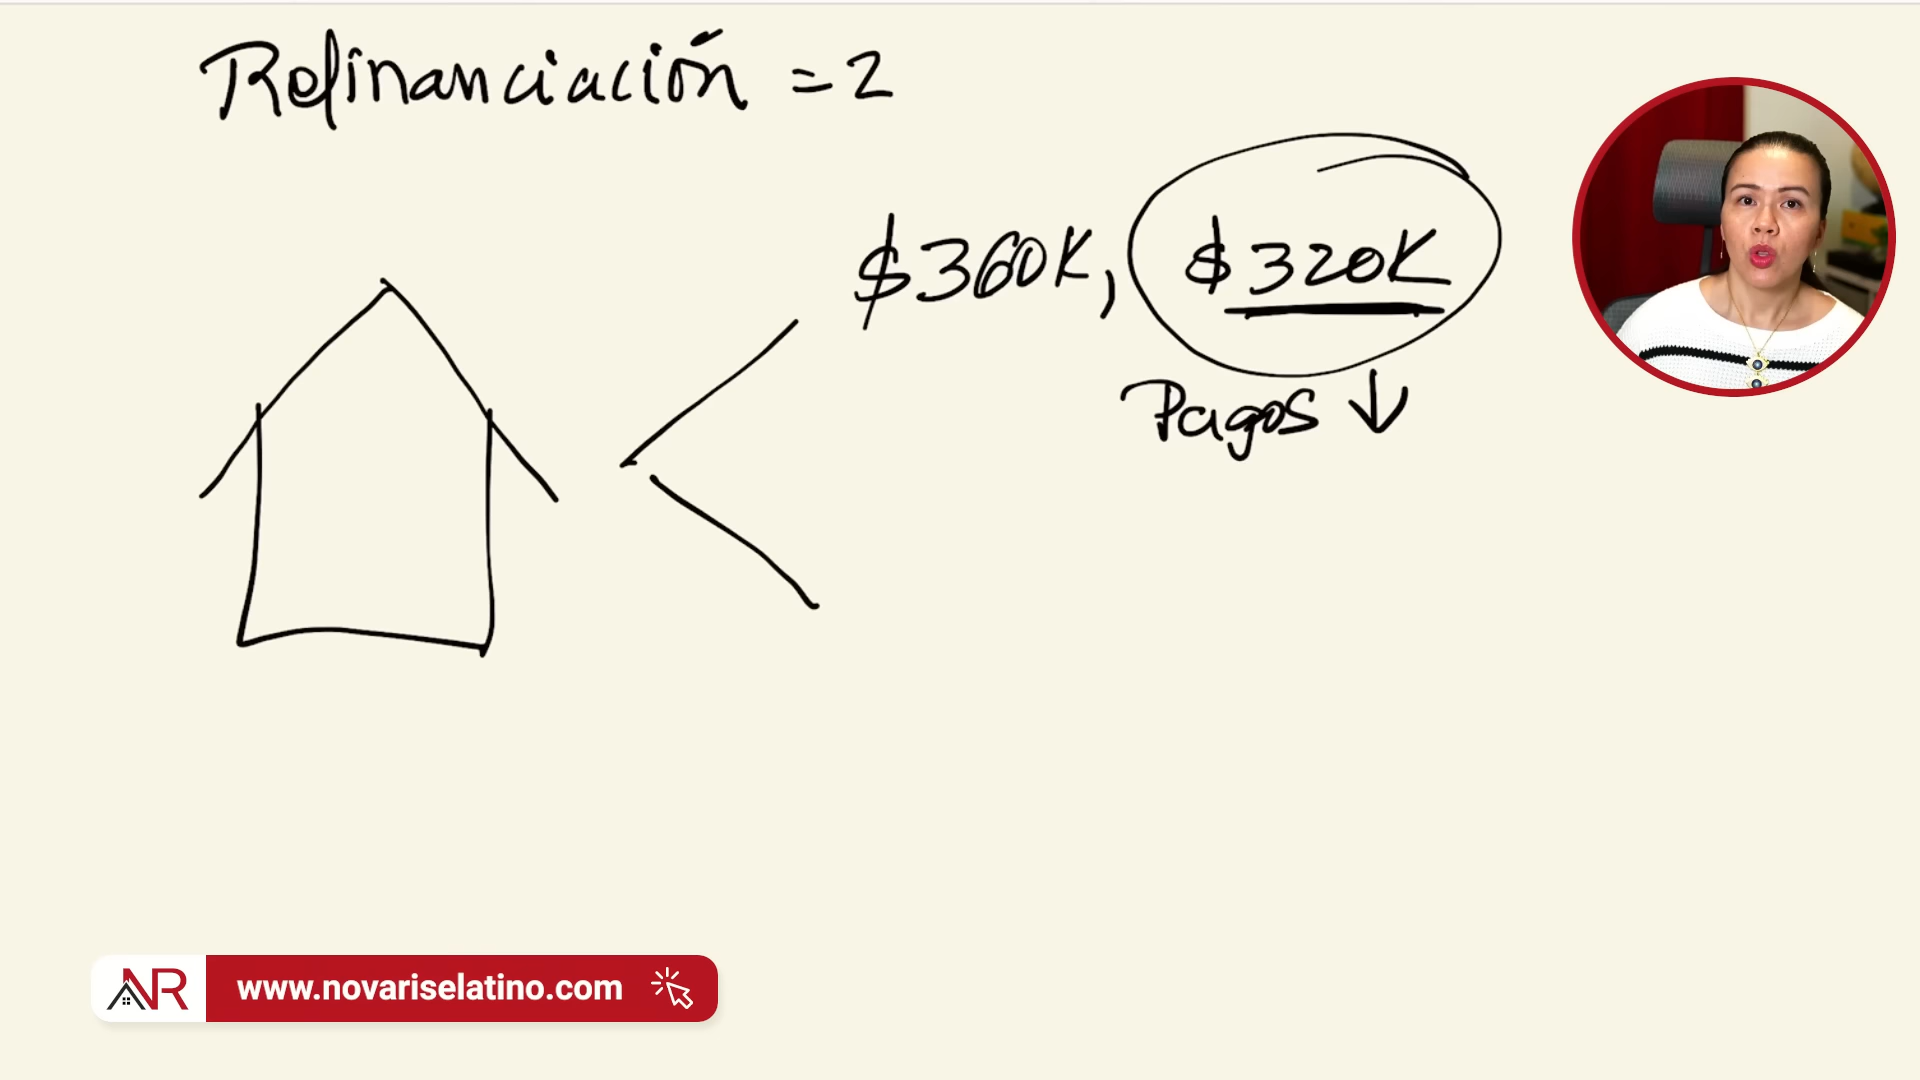 Refinanciación = 2
$360K, $320K
Pagos ↓
NR
www.novariselatino.com